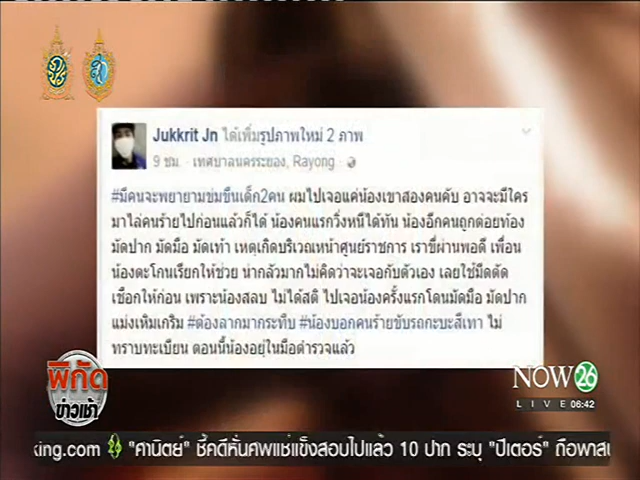 Jukkrit Jn ได้เพิ่มรูปภาพใหม่ 2 ภาพ
9 ชม. · เทศบาลนครระยอง, Rayong ·
#มีคนจะพยายามข่มขืนเด็ก2คน ผมไปเจอแค่น้องเขาสองคนคับ อาจจะมีใคร
มาไล่คนร้ายไปก่อนแล้วก็ได้ น้องคนแรกวิ่งหนีได้ทัน น้องอีกคนถูกต่อยท้อง
มัดปาก มัดมือ มัดเท้า เหตุเกิดบริเวณหน้าศูนย์ราชการ เราขี่ผ่านพอดี เพื่อน
น้องตะโกนเรียกให้ช่วย น่ากลัวมากไม่คิดว่าจะเจอกับตัวเอง เลยใช้มีดตัด
เชือกให้ก่อน เพราะน้องสลบ ไม่ได้สติ ไปเจอน้องครั้งแรกโดนมัดมือ มัดปาก
แม่งเหิมเกริม #ต้องลากมากระทืบ #น้องบอกคนร้ายขับรถกะบะสีเทา ไม่
ทราบทะเบียน ตอนนี้น้องอยู่ในมือตำรวจแล้ว
พิกัด
ข่าวเช้า
NOW 26
LIVE 06:42
king.com "ศานิตย์" ชี้คดีหั่นศพแช่แข็งสอบไปแล้ว 10 ปาก ระบุ "ปีเตอร์" ถือพาสป